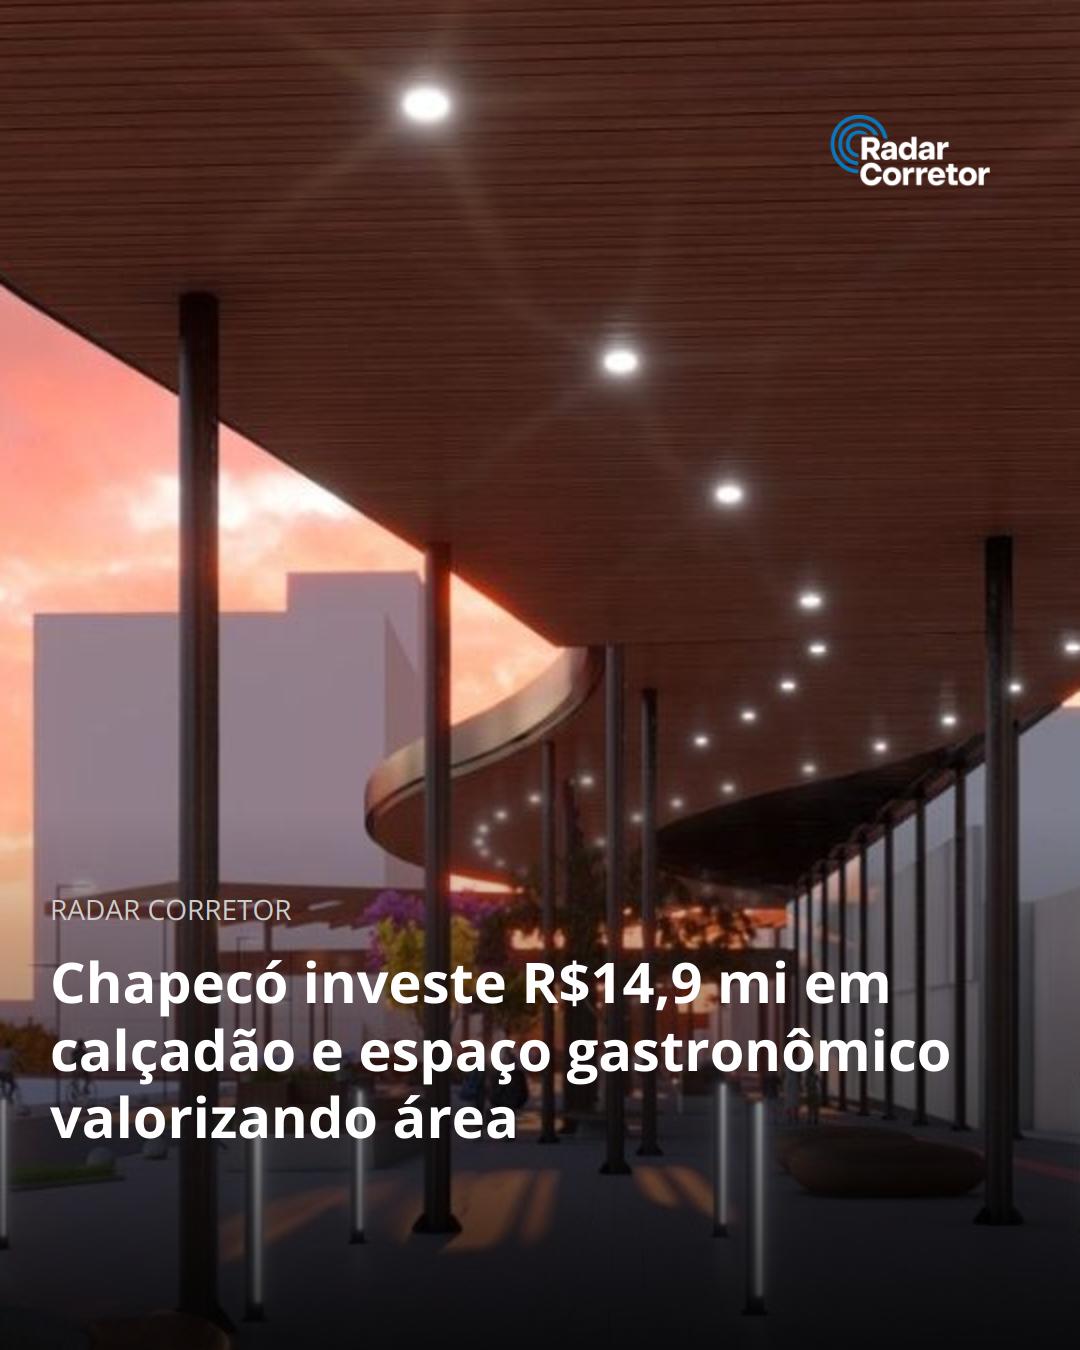 Radar
Corretor
RADAR CORRETOR
Chapecó investe R$14,9 mi em
calçadão e espaço gastronômico
valorizando área